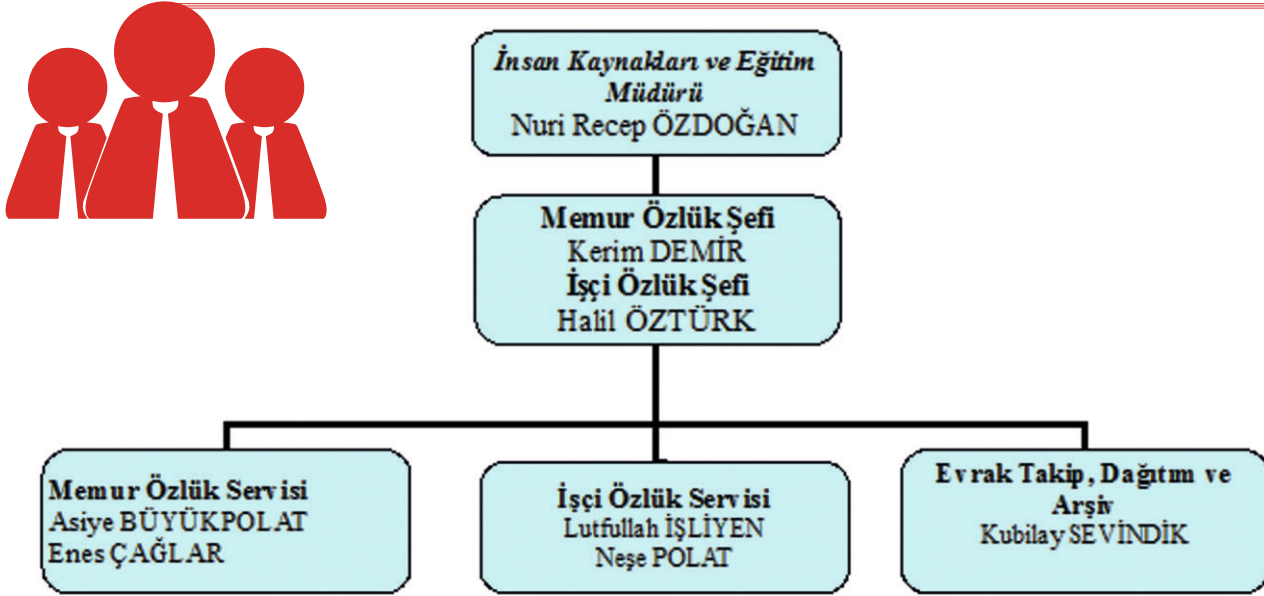 İnsan Kaynakları ve Eğitim
Müdürü
Nuri Recep ÖZDOĞAN
Memur Özlük Şefi
Kerim DEMİR
İşçi Özlük Şefi
Halil ÖZTÜRK
Memur Özlük Servisi
Asiye BÜYÜKPOLAT
Enes ÇAĞLAR
İşçi Özlük Servisi
Lutfullah İŞLİYEN
Neşe POLAT
Evrak Takip, Dağıtım ve
Arşiv
Kubilay SEVİNDİK